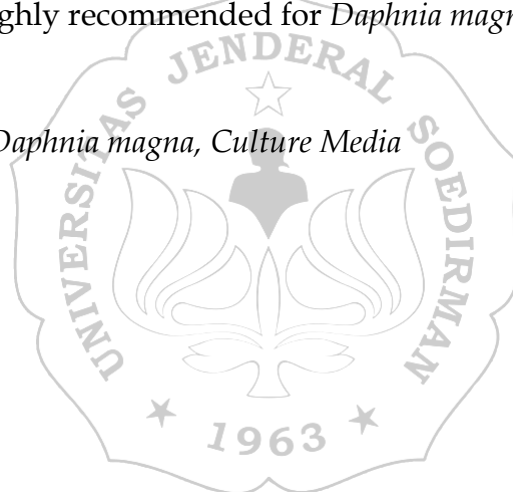 ghly recommended for Daphnia magn
Daphnia magna, Culture Media
UNIVERSITAS JENDERAL SOEDIRMAN
1963